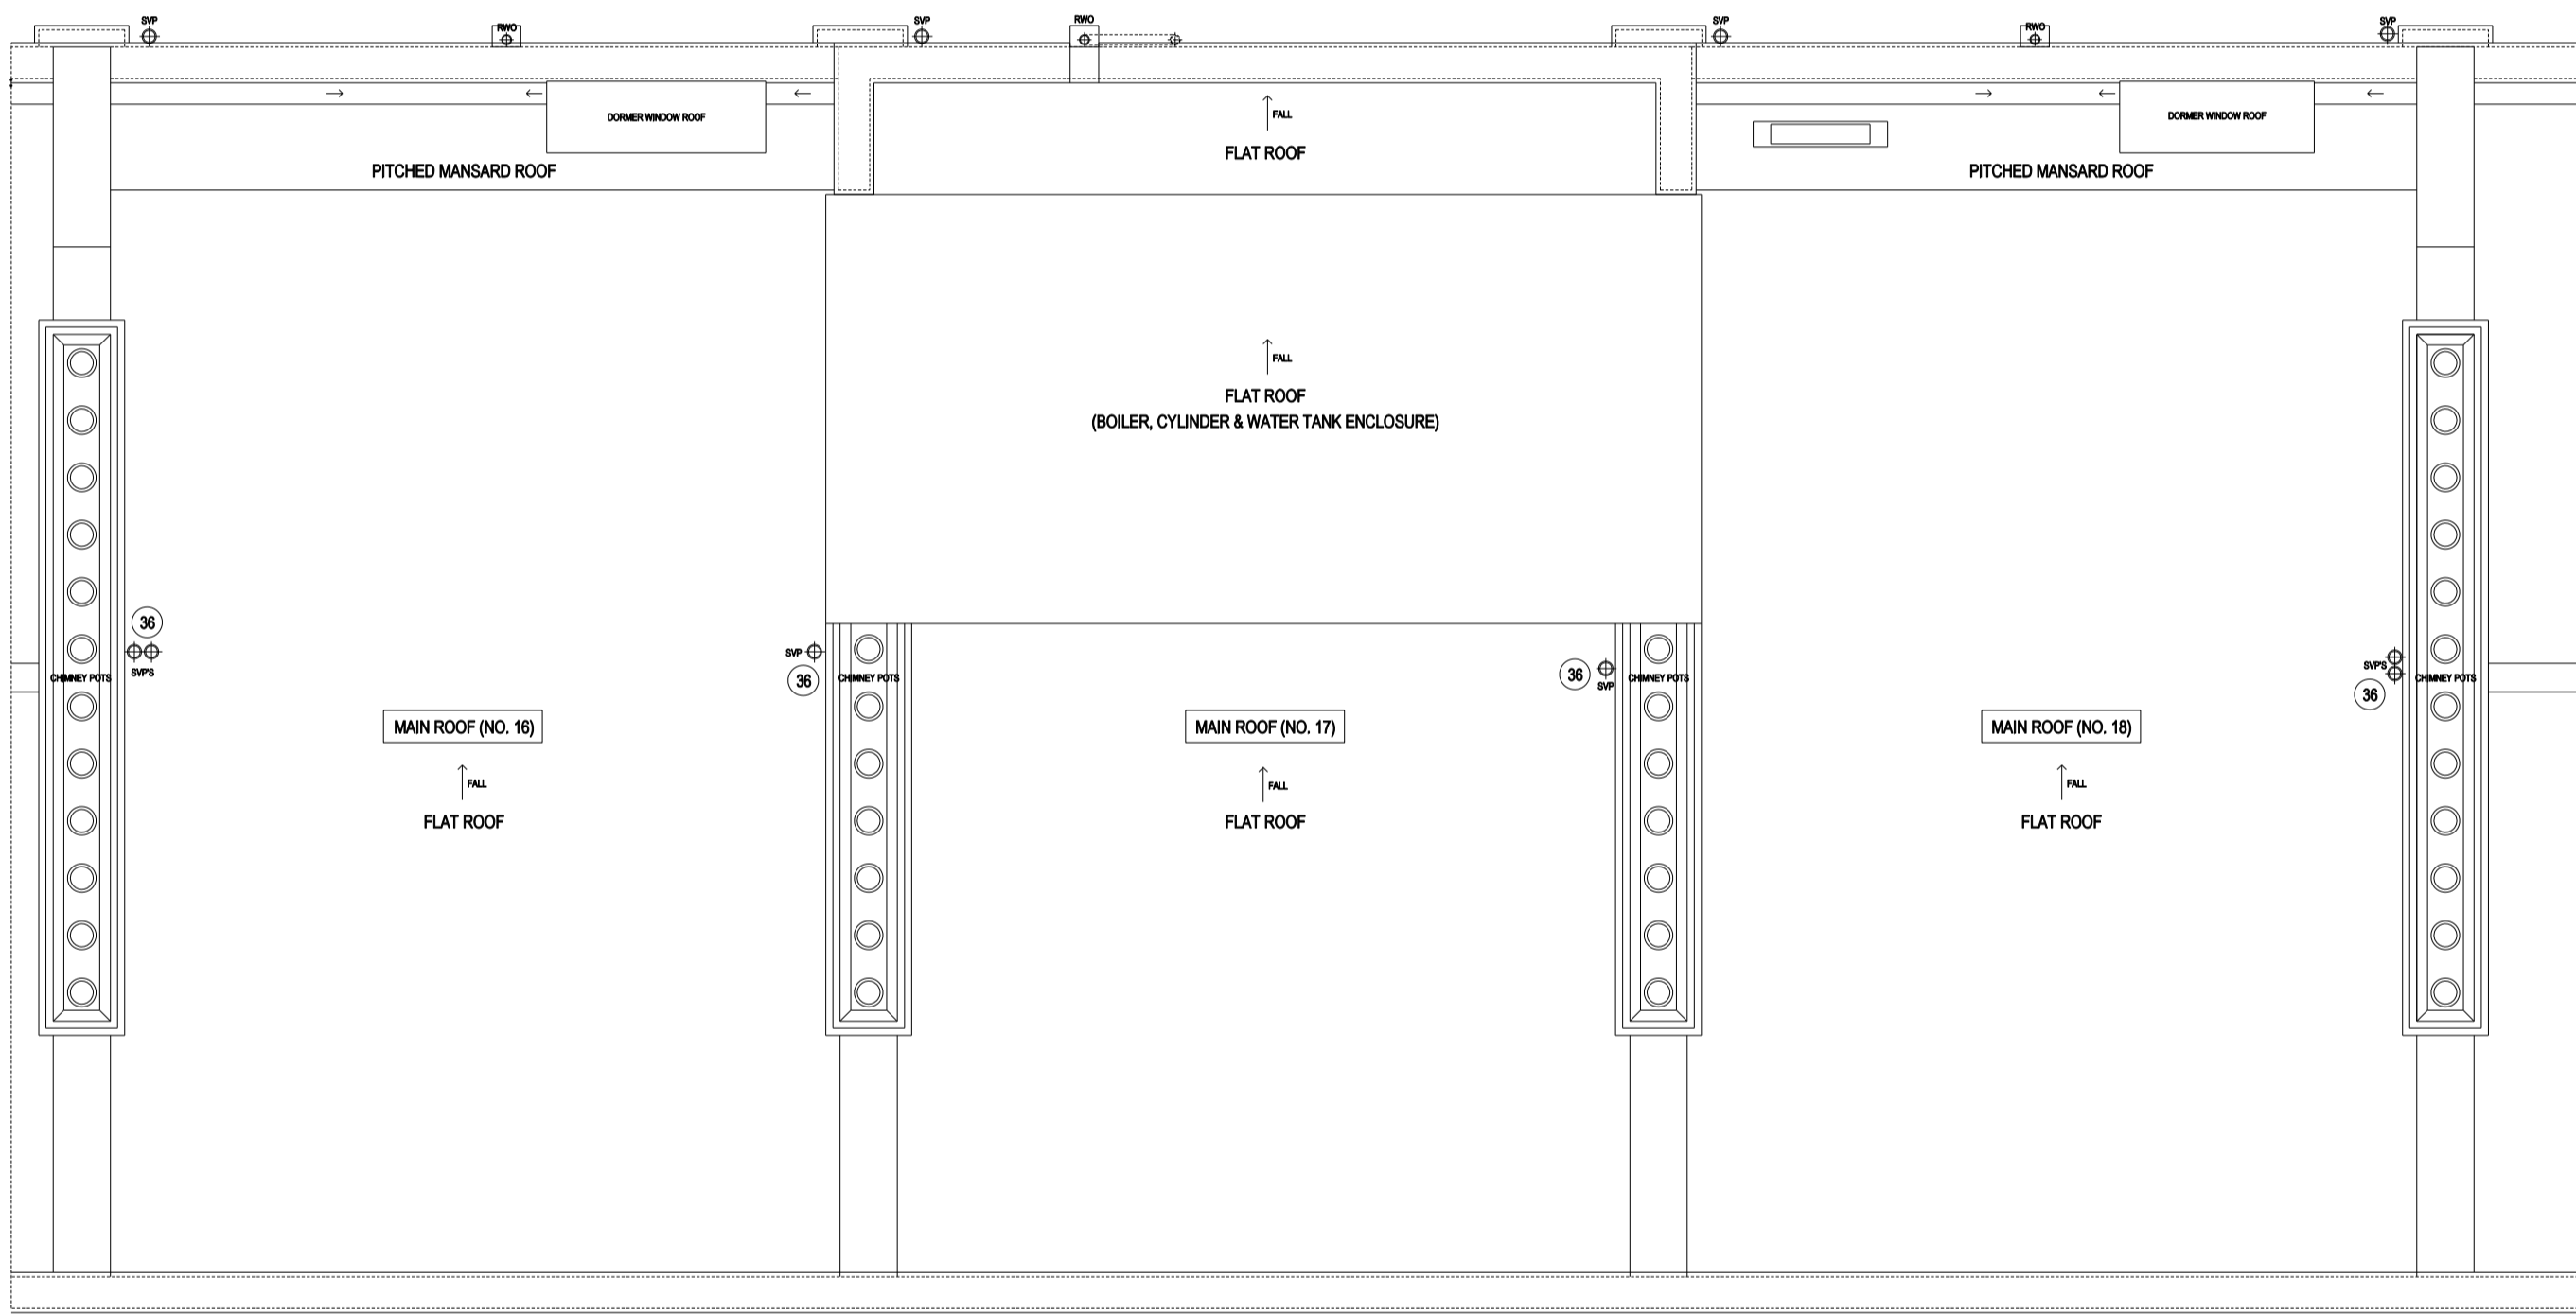 SVP
RWO
SVP
RWO
SVP
RWO
SVP
DORMER WINDOW ROOF
FALL
DORMER WINDOW ROOF
PITCHED MANSARD ROOF
FLAT ROOF
PITCHED MANSARD ROOF
FALL
FLAT ROOF
(BOILER, CYLINDER & WATER TANK ENCLOSURE)
36
SVP'S
CHIMNEY POTS
SVP
36
CHIMNEY POTS
36
SVP
CHIMNEY POTS
SVP'S
36
CHIMNEY POTS
MAIN ROOF (NO. 16)
FALL
FLAT ROOF
MAIN ROOF (NO. 17)
FALL
FLAT ROOF
MAIN ROOF (NO. 18)
FALL
FLAT ROOF